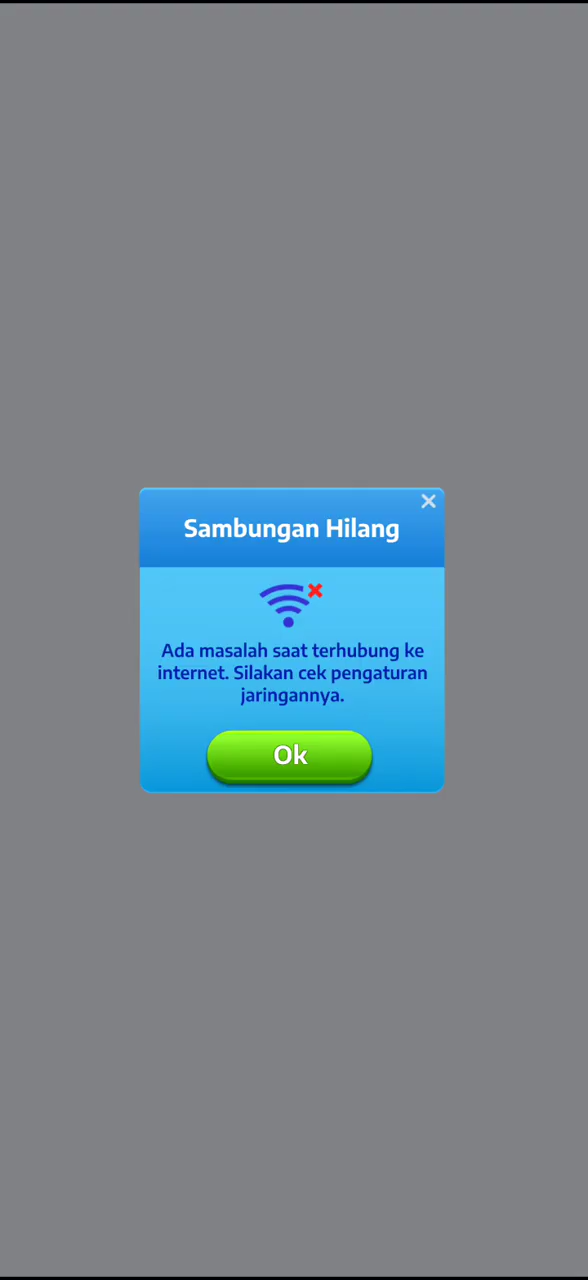 Sambungan Hilang
Ada masalah saat terhubung ke
internet. Silakan cek pengaturan
jaringannya.
Ok